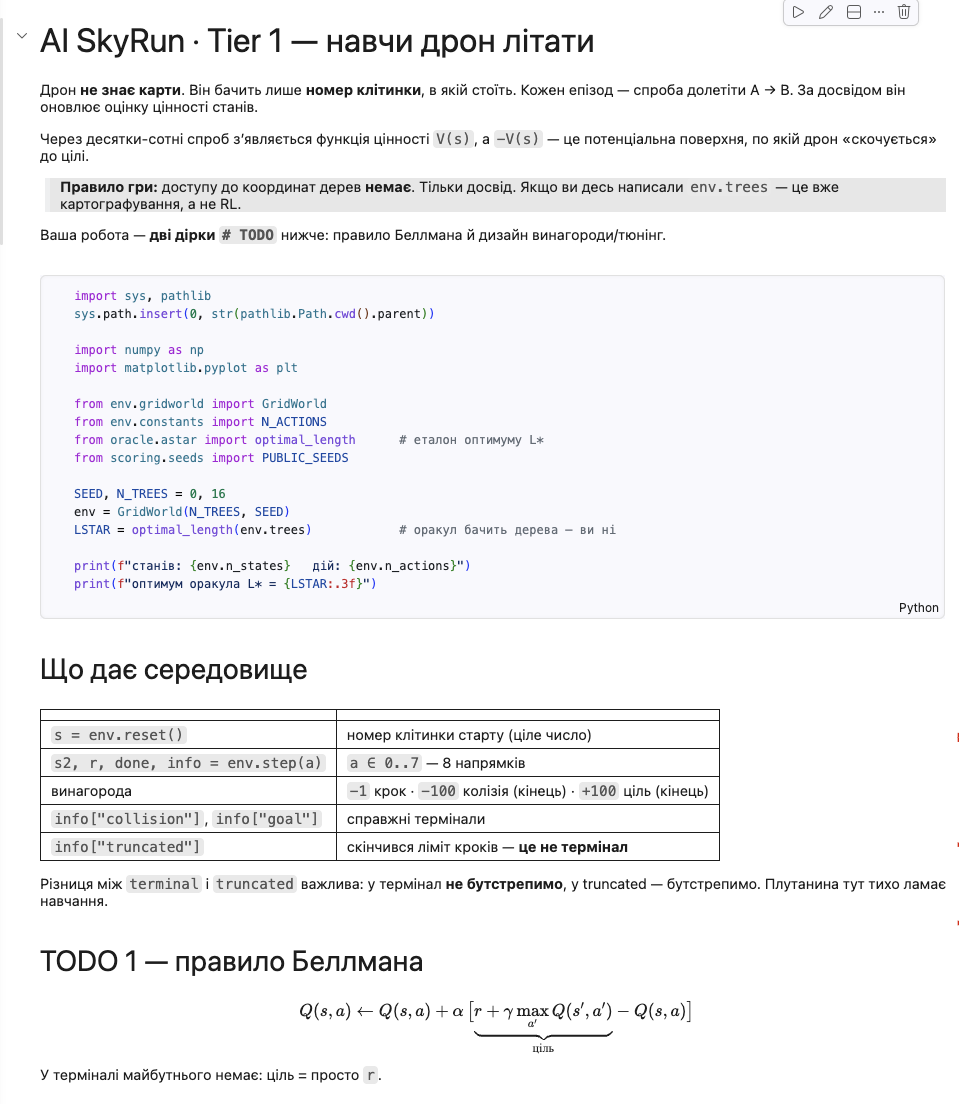 AI SkyRun · Tier 1 — навчи дрон літати
Дрон не знає карти. Він бачить лише номер клітинки, в якій стоїть. Кожен епізод — спроба долетіти A → B. За досвідом він
оновлює оцінку цінності станів.
Через десятки-сотні спроб з’являється функція цінності V(s), а −V(s) — це потенціальна поверхня, по якій дрон «скочується»
до цілі.
Правило гри: доступу до координат дерев немає. Тільки досвід. Якщо ви десь написали env.trees — це вже
картографування, а не RL.
Ваша робота — дві дірки # TODO нижче: правило Беллмана й дизайн винагороди/тюнінг.
import sys, pathlib
sys.path.insert(0, str(pathlib.Path.cwd().parent))
import numpy as np
import matplotlib.pyplot as plt
from env.gridworld import GridWorld
from env.constants import N_ACTIONS
from oracle.astar import optimal_length      # еталон оптимуму L*
from scoring.seeds import PUBLIC_SEEDS
SEED, N_TREES = 0, 16
env = GridWorld(N_TREES, SEED)
LSTAR = optimal_length(env.trees)            # оракул бачить дерева — ви ні
print(f"станів: {env.n_states}   дій: {env.n_actions}")
print(f"оптимум оракула L* = {LSTAR:.3f}")
Python
Що дає середовище
s = env.reset() номер клітинки старту (ціле число)
s2, r, done, info = env.step(a) a ∈ 0..7 — 8 напрямків
винагорода −1 крок · −100 колізія (кінець) · +100 ціль (кінець)
info["collision"], info["goal"] справжні термінали
info["truncated"] скінчився ліміт кроків — це не термінал
Різниця між terminal і truncated важлива: у термінал не бутстрепимо, у truncated — бутстрепимо. Плутанина тут тихо ламає
навчання.
TODO 1 — правило Беллмана
Q(s, a) ← Q(s, a) + α [r + γ max Q(s′, a′) − Q(s, a)]
a′
ціль
У терміналі майбутнього немає: ціль = просто r.